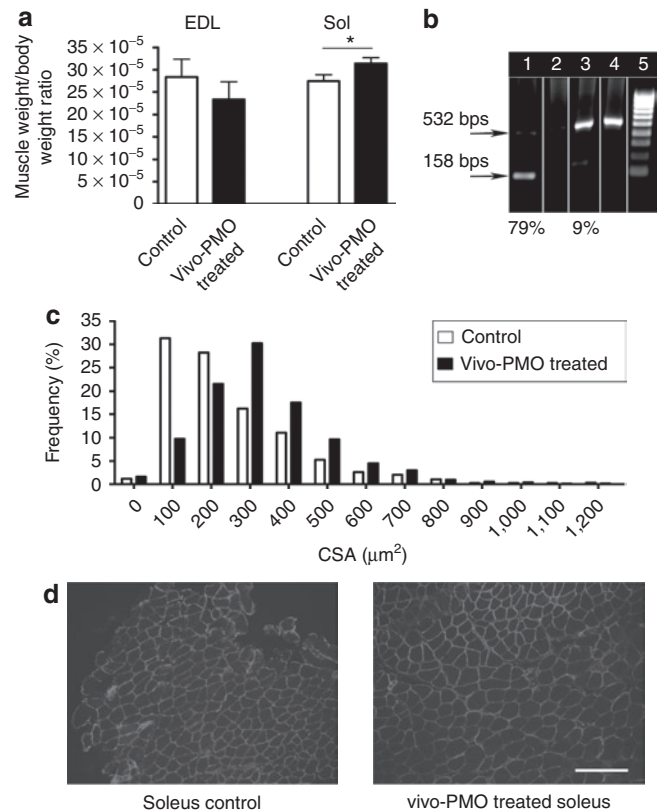 a
EDL Sol
Muscle weight/body
weight ratio
35 × 10⁻⁵
30 × 10⁻⁵
25 × 10⁻⁵
20 × 10⁻⁵
15 × 10⁻⁵
10 × 10⁻⁵
5 × 10⁻⁵
0
*
Control
Vivo-PMO
treated
Control
Vivo-PMO
treated
b
1 2 3 4 5
532 bps
158 bps
79% 9%
c
Frequency (%)
35
30
25
20
15
10
5
0
Control
Vivo-PMO treated
0 100 200 300 400 500 600 700 800 900 1,000 1,100 1,200
CSA (μm²)
d
Soleus control vivo-PMO treated soleus